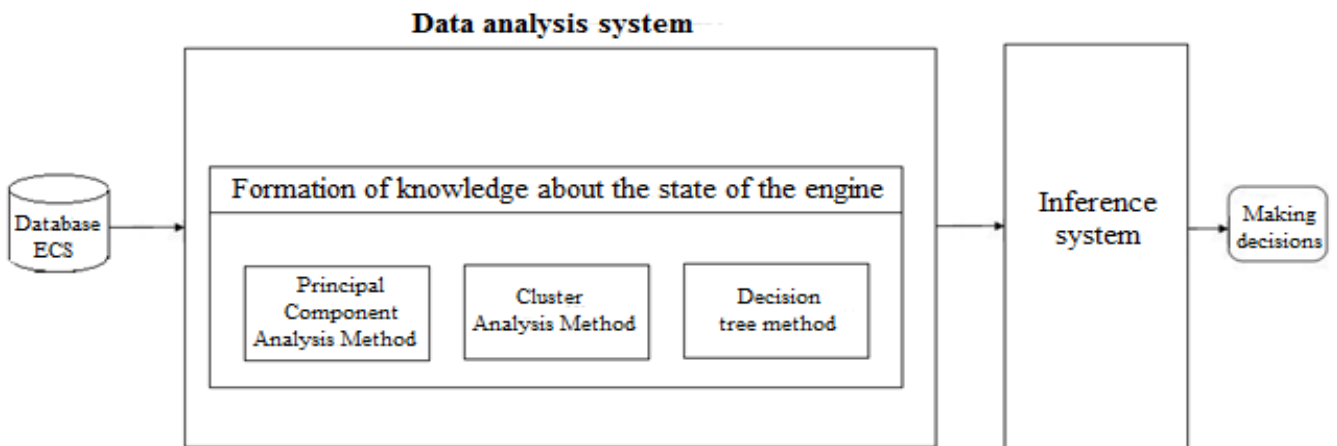 Data analysis system
Formation of knowledge about the state of the engine
Database
ECS
Principal
Component
Analysis Method
Cluster
Analysis Method
Decision
tree method
Inference
system
Making
decisions